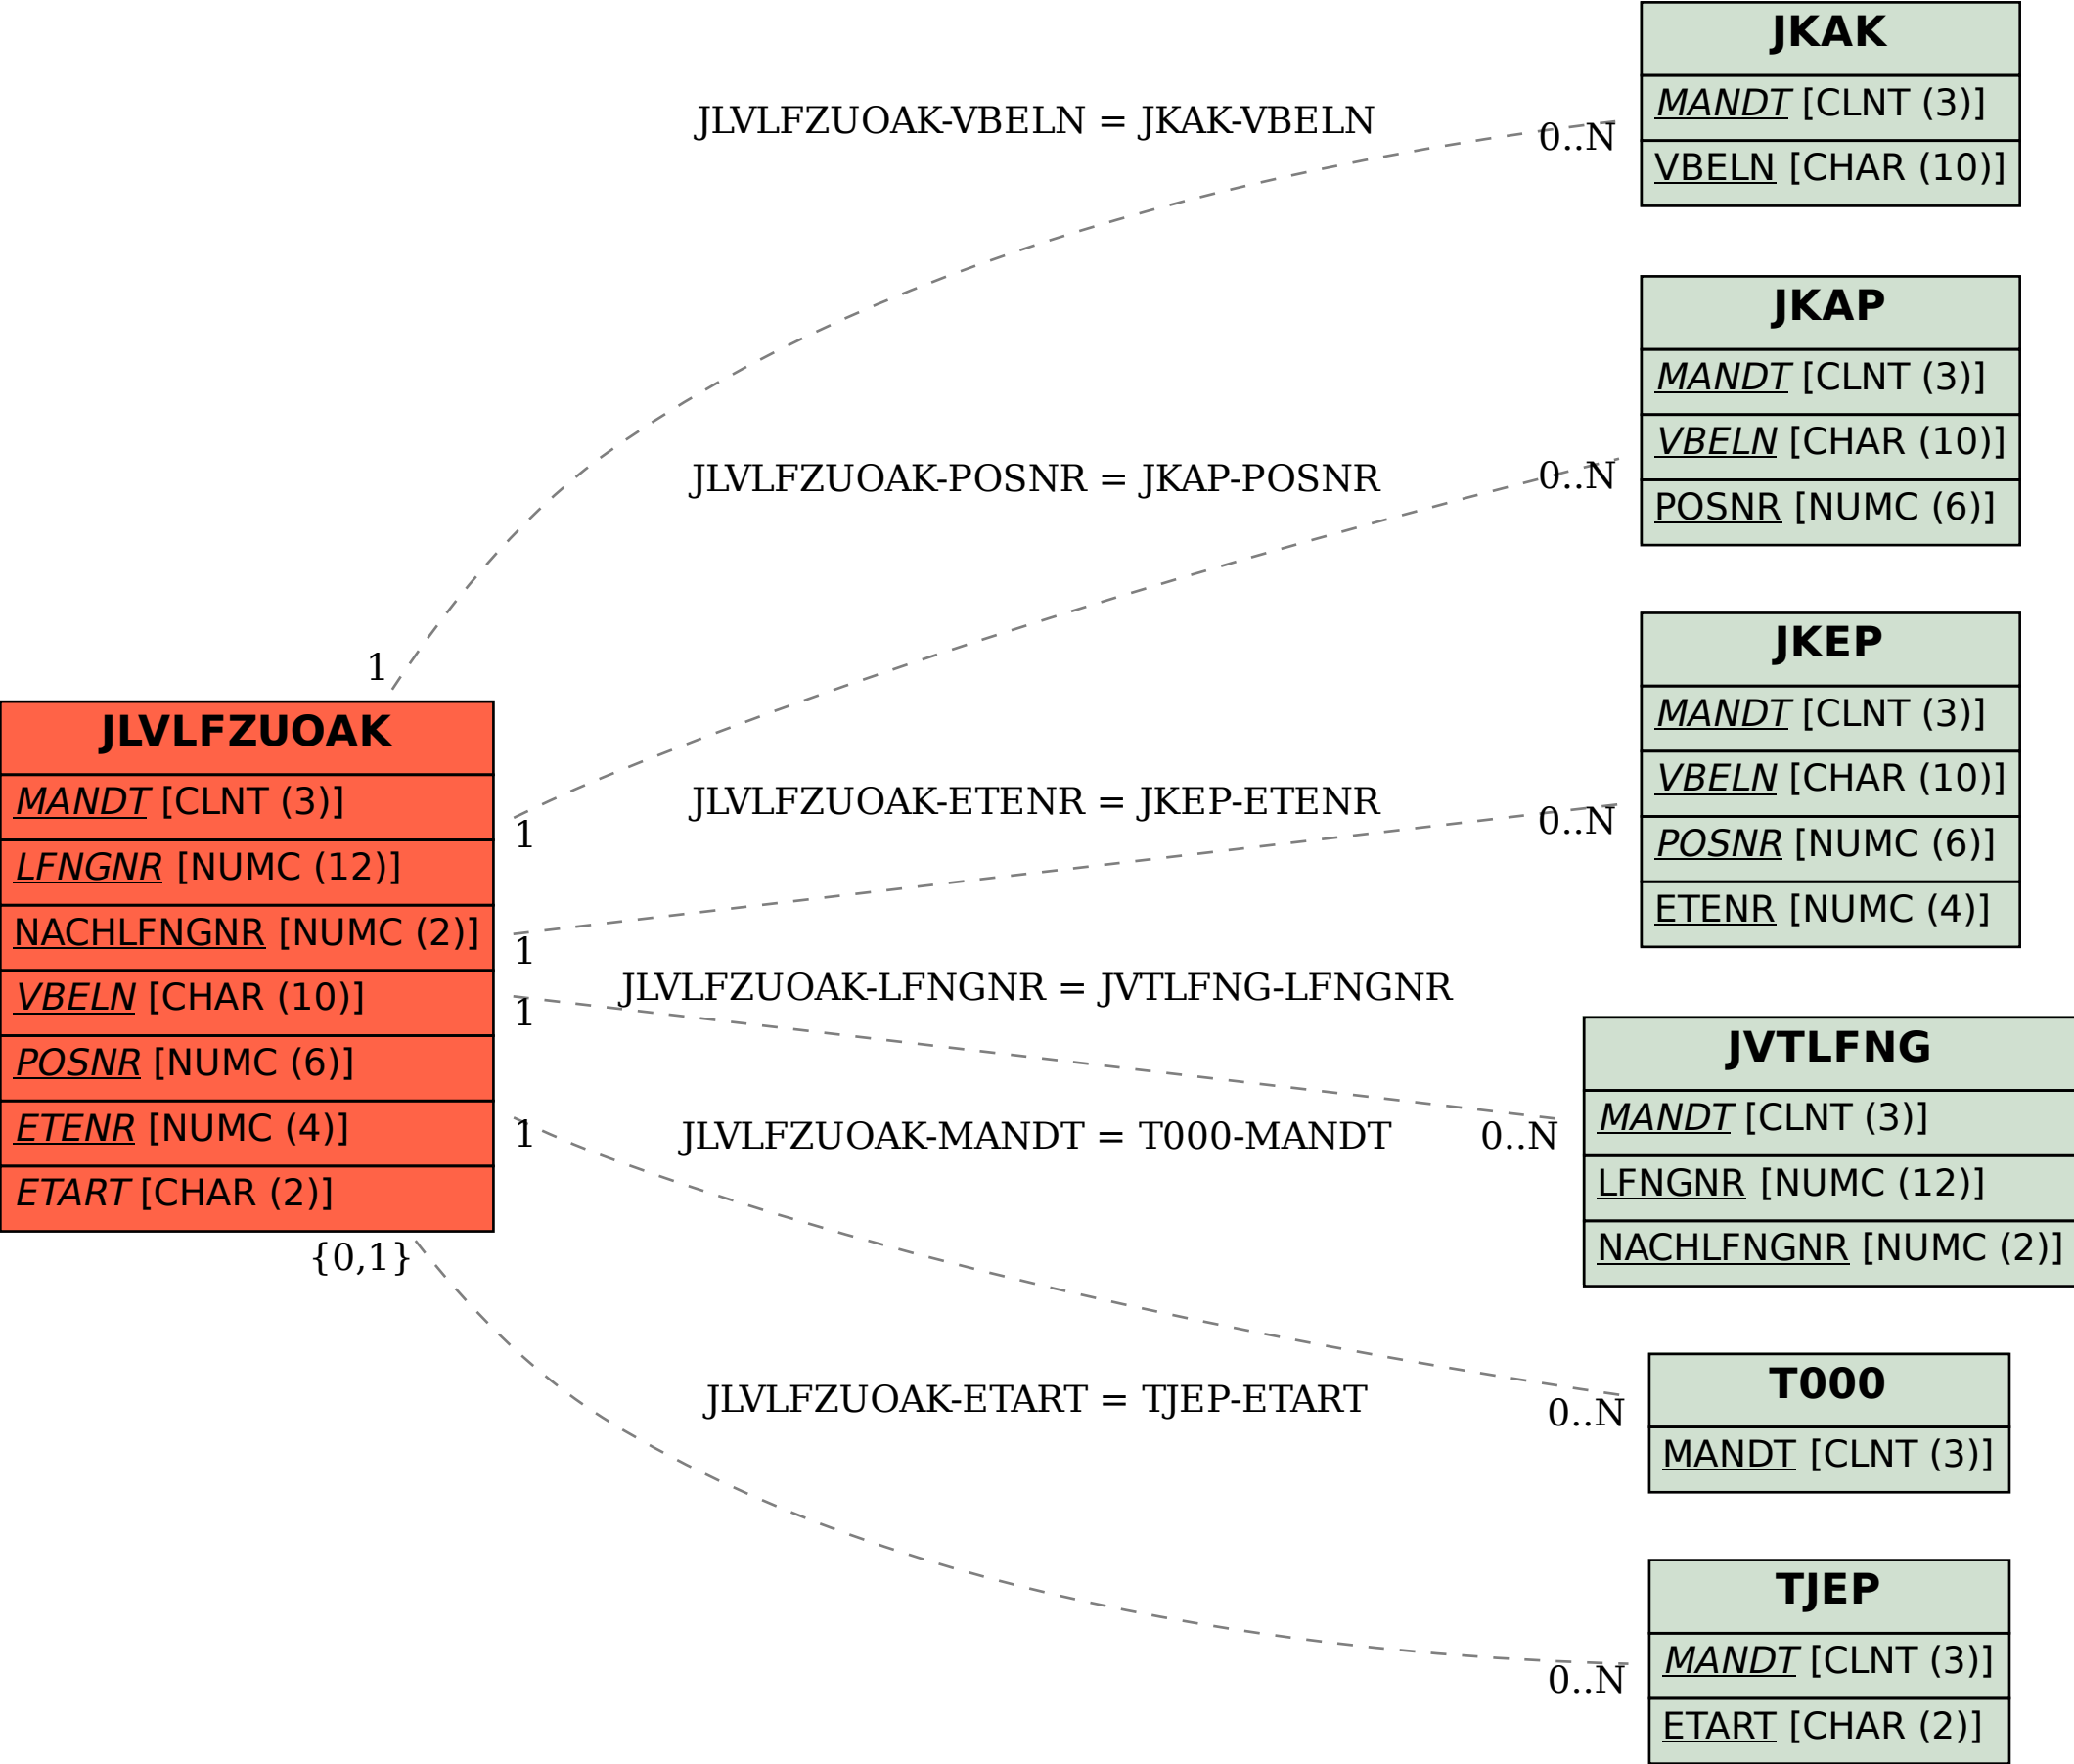 JKAK
MANDT [CLNT (3)]
VBELN [CHAR (10)]
JLVLFZUOAK-VBELN = JKAK-VBELN
0..N
1
JKAP
MANDT [CLNT (3)]
VBELN [CHAR (10)]
POSNR [NUMC (6)]
JLVLFZUOAK-POSNR = JKAP-POSNR
0..N
1
JKEP
MANDT [CLNT (3)]
VBELN [CHAR (10)]
POSNR [NUMC (6)]
ETENR [NUMC (4)]
JLVLFZUOAK-ETENR = JKEP-ETENR
0..N
1
JLVLFZUOAK
MANDT [CLNT (3)]
LFNGNR [NUMC (12)]
NACHLFNGNR [NUMC (2)]
VBELN [CHAR (10)]
POSNR [NUMC (6)]
ETENR [NUMC (4)]
ETART [CHAR (2)]
JLVLFZUOAK-LFNGNR = JVTLFNG-LFNGNR
1
0..N
JVTLFNG
MANDT [CLNT (3)]
LFNGNR [NUMC (12)]
NACHLFNGNR [NUMC (2)]
JLVLFZUOAK-MANDT = T000-MANDT
1
0..N
T000
MANDT [CLNT (3)]
{0,1}
JLVLFZUOAK-ETART = TJEP-ETART
0..N
TJEP
MANDT [CLNT (3)]
ETART [CHAR (2)]